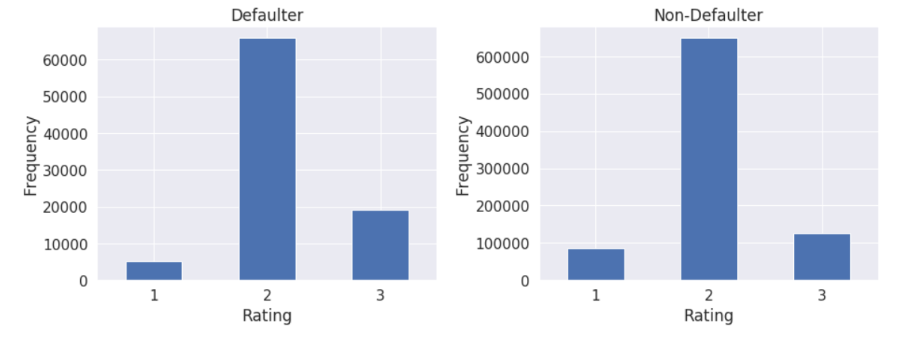 Defaulter
Frequency
60000
50000
40000
30000
20000
10000
0
1 2 3
Rating
Non-Defaulter
Frequency
600000
500000
400000
300000
200000
100000
0
1 2 3
Rating